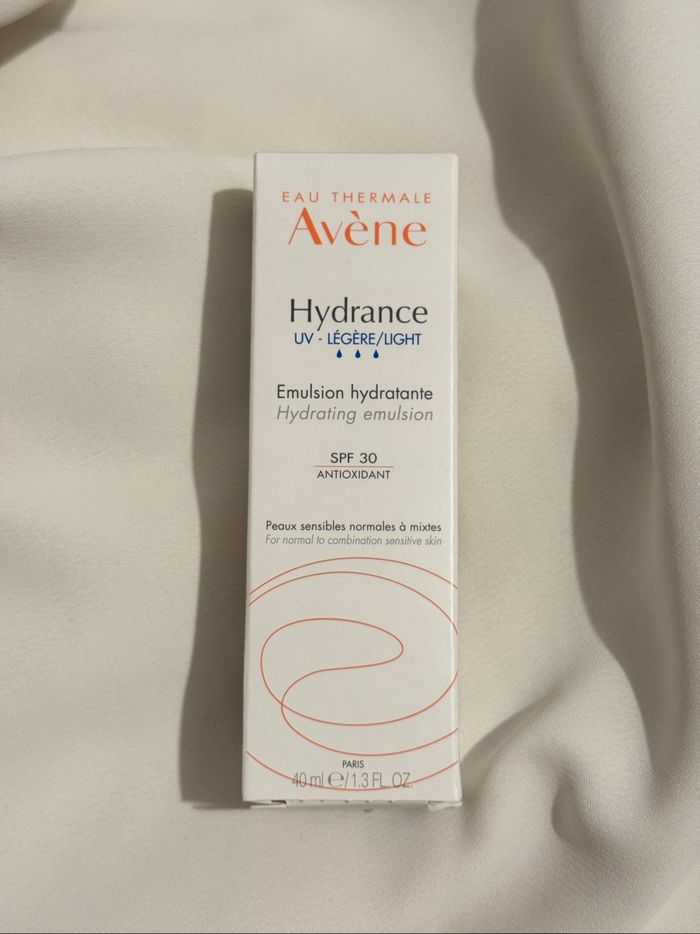 EAU THERMALE
Avène
Hydrance
UV - LÉGÈRE/LIGHT
Emulsion hydratante
Hydrating emulsion
SPF 30
ANTIOXIDANT
Peaux sensibles normales à mixtes
For normal to combination sensitive skin
PARIS
40 ml ℮/1.3 FL. OZ.